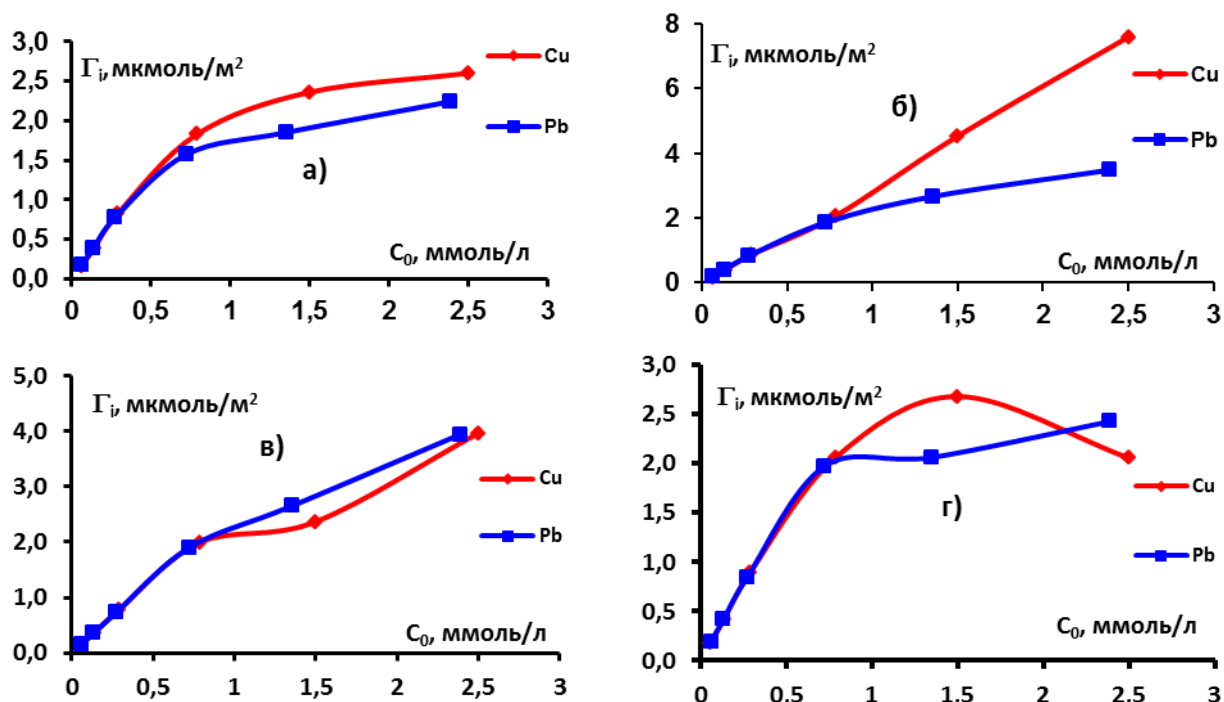 Γi, мкмоль/м²
3,0
2,5
2,0
1,5
1,0
0,5
0,0
Cu
Pb
а)
C₀, ммоль/л
0 0,5 1 1,5 2 2,5 3
Γi, мкмоль/м²
8
6
4
2
0
Cu
Pb
б)
C₀, ммоль/л
0 0,5 1 1,5 2 2,5 3
Γi, мкмоль/м²
5,0
4,0
3,0
2,0
1,0
0,0
Cu
Pb
в)
C₀, ммоль/л
0 0,5 1 1,5 2 2,5 3
Γi, мкмоль/м²
3,0
2,5
2,0
1,5
1,0
0,5
0,0
Cu
Pb
г)
C₀, ммоль/л
0 0,5 1 1,5 2 2,5 3